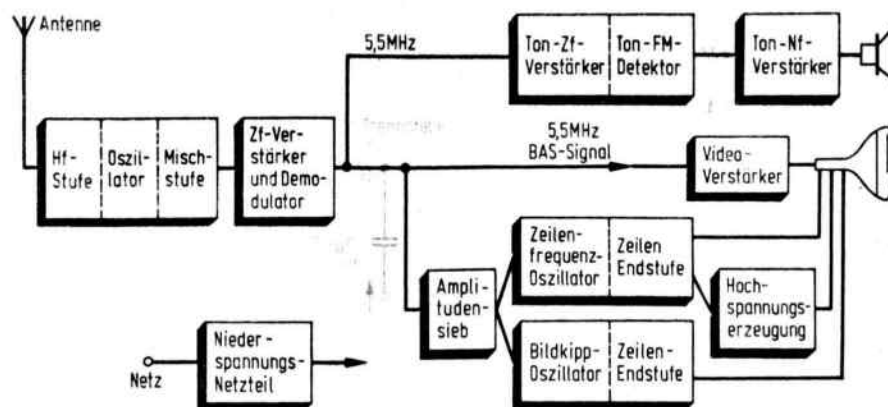 Antenne
5,5MHz
Ton-Zf-
Verstärker
Ton-FM-
Detektor
Ton-Nf-
Verstärker
Hf-
Stufe
Oszil-
lator
Misch-
stufe
Zf-Ver-
stärker
und Demo-
dulator
5,5MHz
BAS-Signal
Video-
Verstärker
Ampli-
tuden-
sieb
Zeilen-
frequenz-
Oszillator
Zeilen
Endstufe
Hoch-
spannungs-
erzeugung
Bildkipp-
Oszillator
Zeilen-
Endstufe
Netz
Nieder-
spannungs-
Netzteil